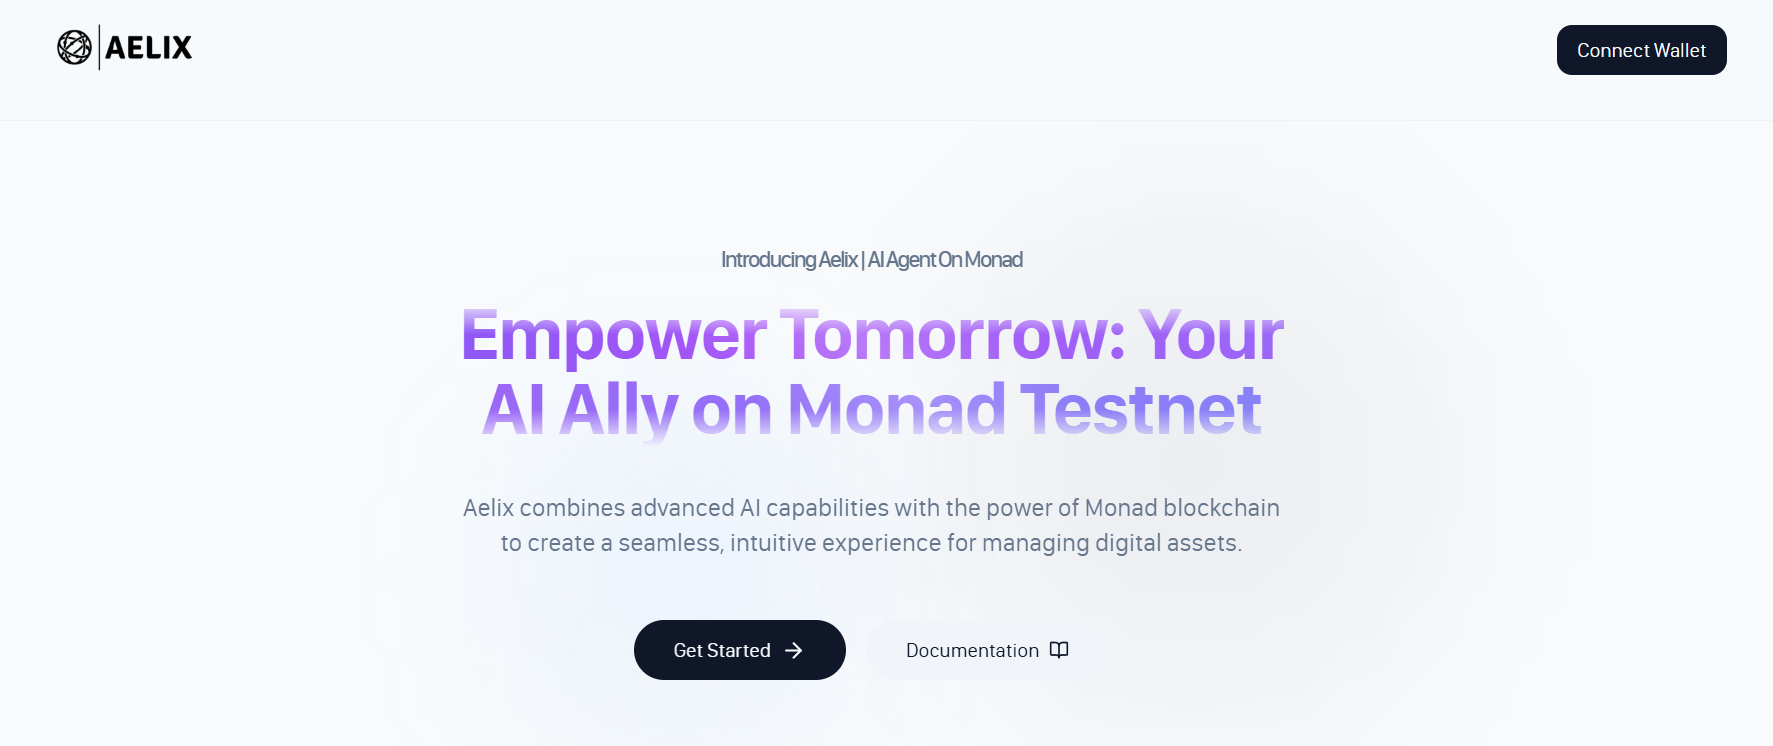 AELIX
Connect Wallet
Introducing Aelix | AI Agent On Monad
Empower Tomorrow: Your
AI Ally on Monad Testnet
Aelix combines advanced AI capabilities with the power of Monad blockchain
to create a seamless, intuitive experience for managing digital assets.
Get Started
Documentation